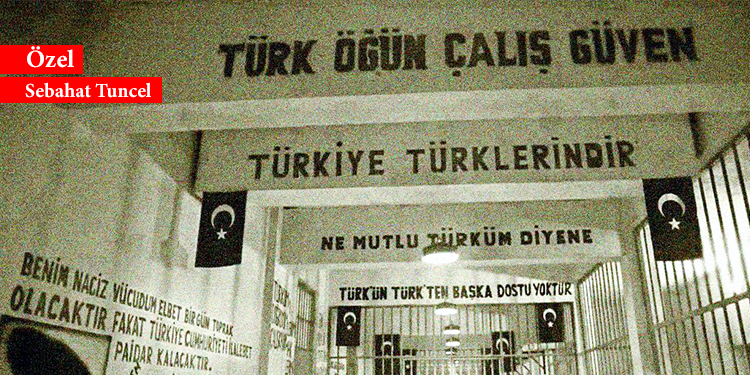 Özel
Sebahat Tuncel
TÜRK ÖĞÜN ÇALIŞ GÜVEN
TÜRKİYE TÜRKLERİNDİR
NE MUTLU TÜRKÜM DİYENE
TÜRK'ÜN TÜRK'TEN BAŞKA DOSTU YOKTUR
BENİM NACİZ VÜCUDUM ELBET BİR GÜN TOPRAK
OLACAKTIR FAKAT TÜRKİYE CUMHURİYETİ İLELEBET
PAİDAR KALACAKTIR.